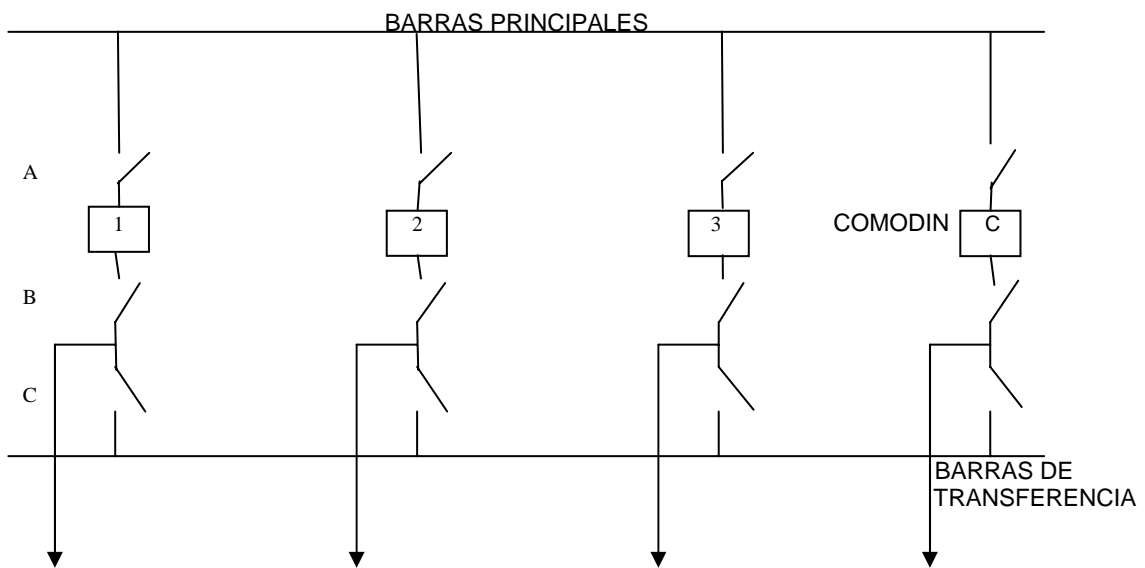 BARRAS PRINCIPALES
A
1
2
3
COMODIN
C
B
C
BARRAS DE
TRANSFERENCIA